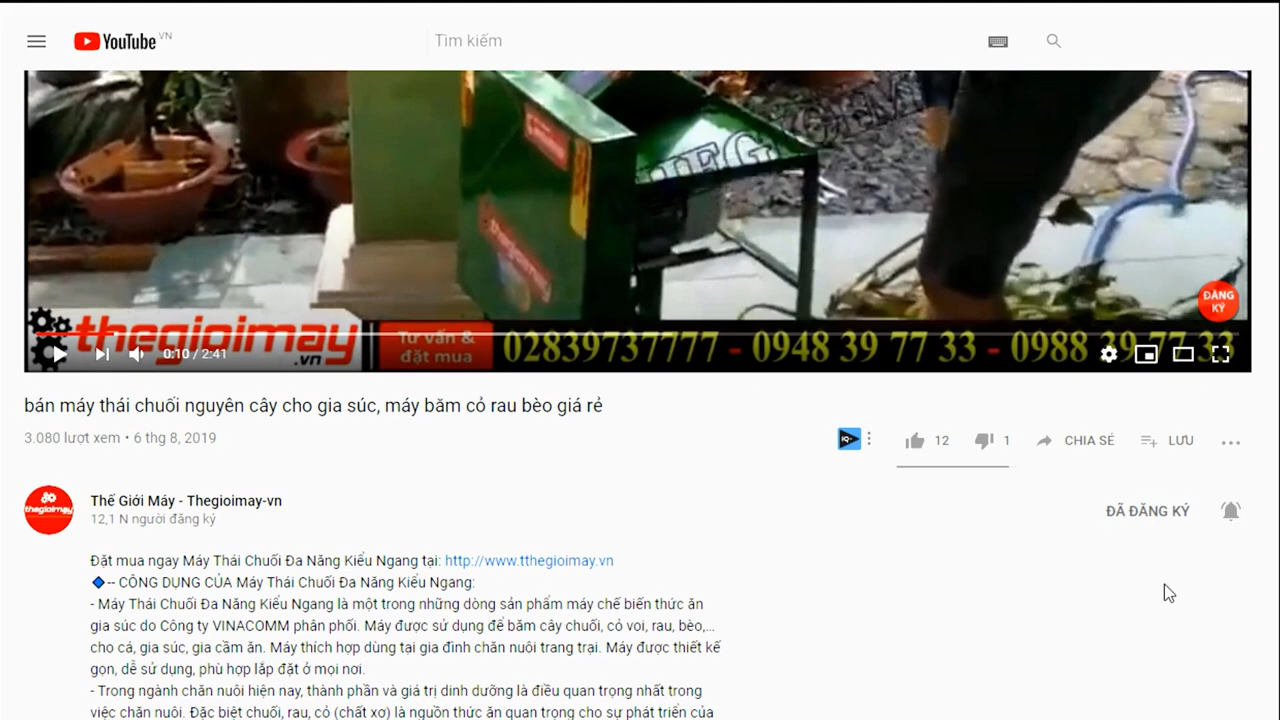 YouTube VN
Tìm kiếm
ĐĂNG
KÝ
thegioimay
.vn
Tư vấn &
đặt mua
02839737777 - 0948 39 77 33 - 0988 39 77 33
0:10 / 2:41
bán máy thái chuối nguyên cây cho gia súc, máy băm cỏ rau bèo giá rẻ
3.080 lượt xem • 6 thg 8, 2019
IQ
12
1
CHIA SẺ
LƯU
Thế Giới Máy - Thegioimay-vn
12,1 N người đăng ký
thegioimay
ĐÃ ĐĂNG KÝ
Đặt mua ngay Máy Thái Chuối Đa Năng Kiểu Ngang tại: http://www.tthegioimay.vn
-- CÔNG DỤNG CỦA Máy Thái Chuối Đa Năng Kiểu Ngang:
- Máy Thái Chuối Đa Năng Kiểu Ngang là một trong những dòng sản phẩm máy chế biến thức ăn
gia súc do Công ty VINACOMM phân phối. Máy được sử dụng để băm cây chuối, cỏ voi, rau, bèo,...
cho cá, gia súc, gia cầm ăn. Máy thích hợp dùng tại gia đình chăn nuôi trang trại. Máy được thiết kế
gọn, dễ sử dụng, phù hợp lắp đặt ở mọi nơi.
- Trong ngành chăn nuôi hiện nay, thành phần và giá trị dinh dưỡng là điều quan trọng nhất trong
việc chăn nuôi. Đặc biệt chuối, rau, cỏ (chất xơ) là nguồn thức ăn quan trọng cho sự phát triển của